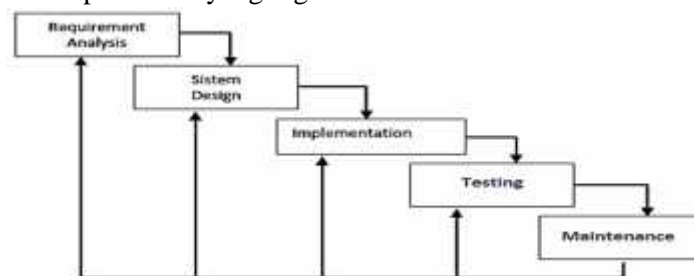 Requirement
Analysis
Sistem
Design
Implementation
Testing
Maintenance